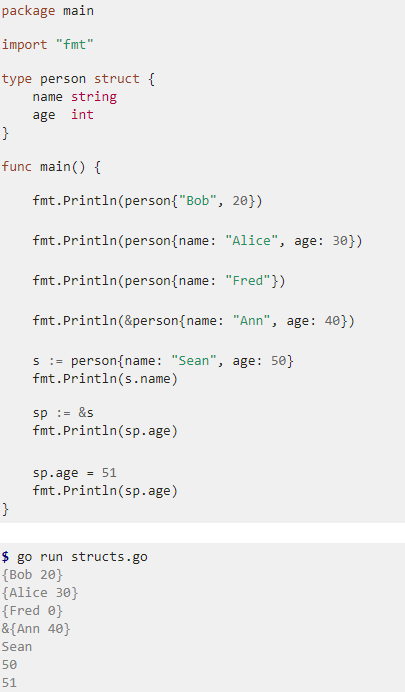 package main
import "fmt"
type person struct {
    name string
    age  int
}
func main() {
    fmt.Println(person{"Bob", 20})
    fmt.Println(person{name: "Alice", age: 30})
    fmt.Println(person{name: "Fred"})
    fmt.Println(&person{name: "Ann", age: 40})
    s := person{name: "Sean", age: 50}
    fmt.Println(s.name)
    sp := &s
    fmt.Println(sp.age)
    sp.age = 51
    fmt.Println(sp.age)
}
$ go run structs.go
{Bob 20}
{Alice 30}
{Fred 0}
&{Ann 40}
Sean
50
51